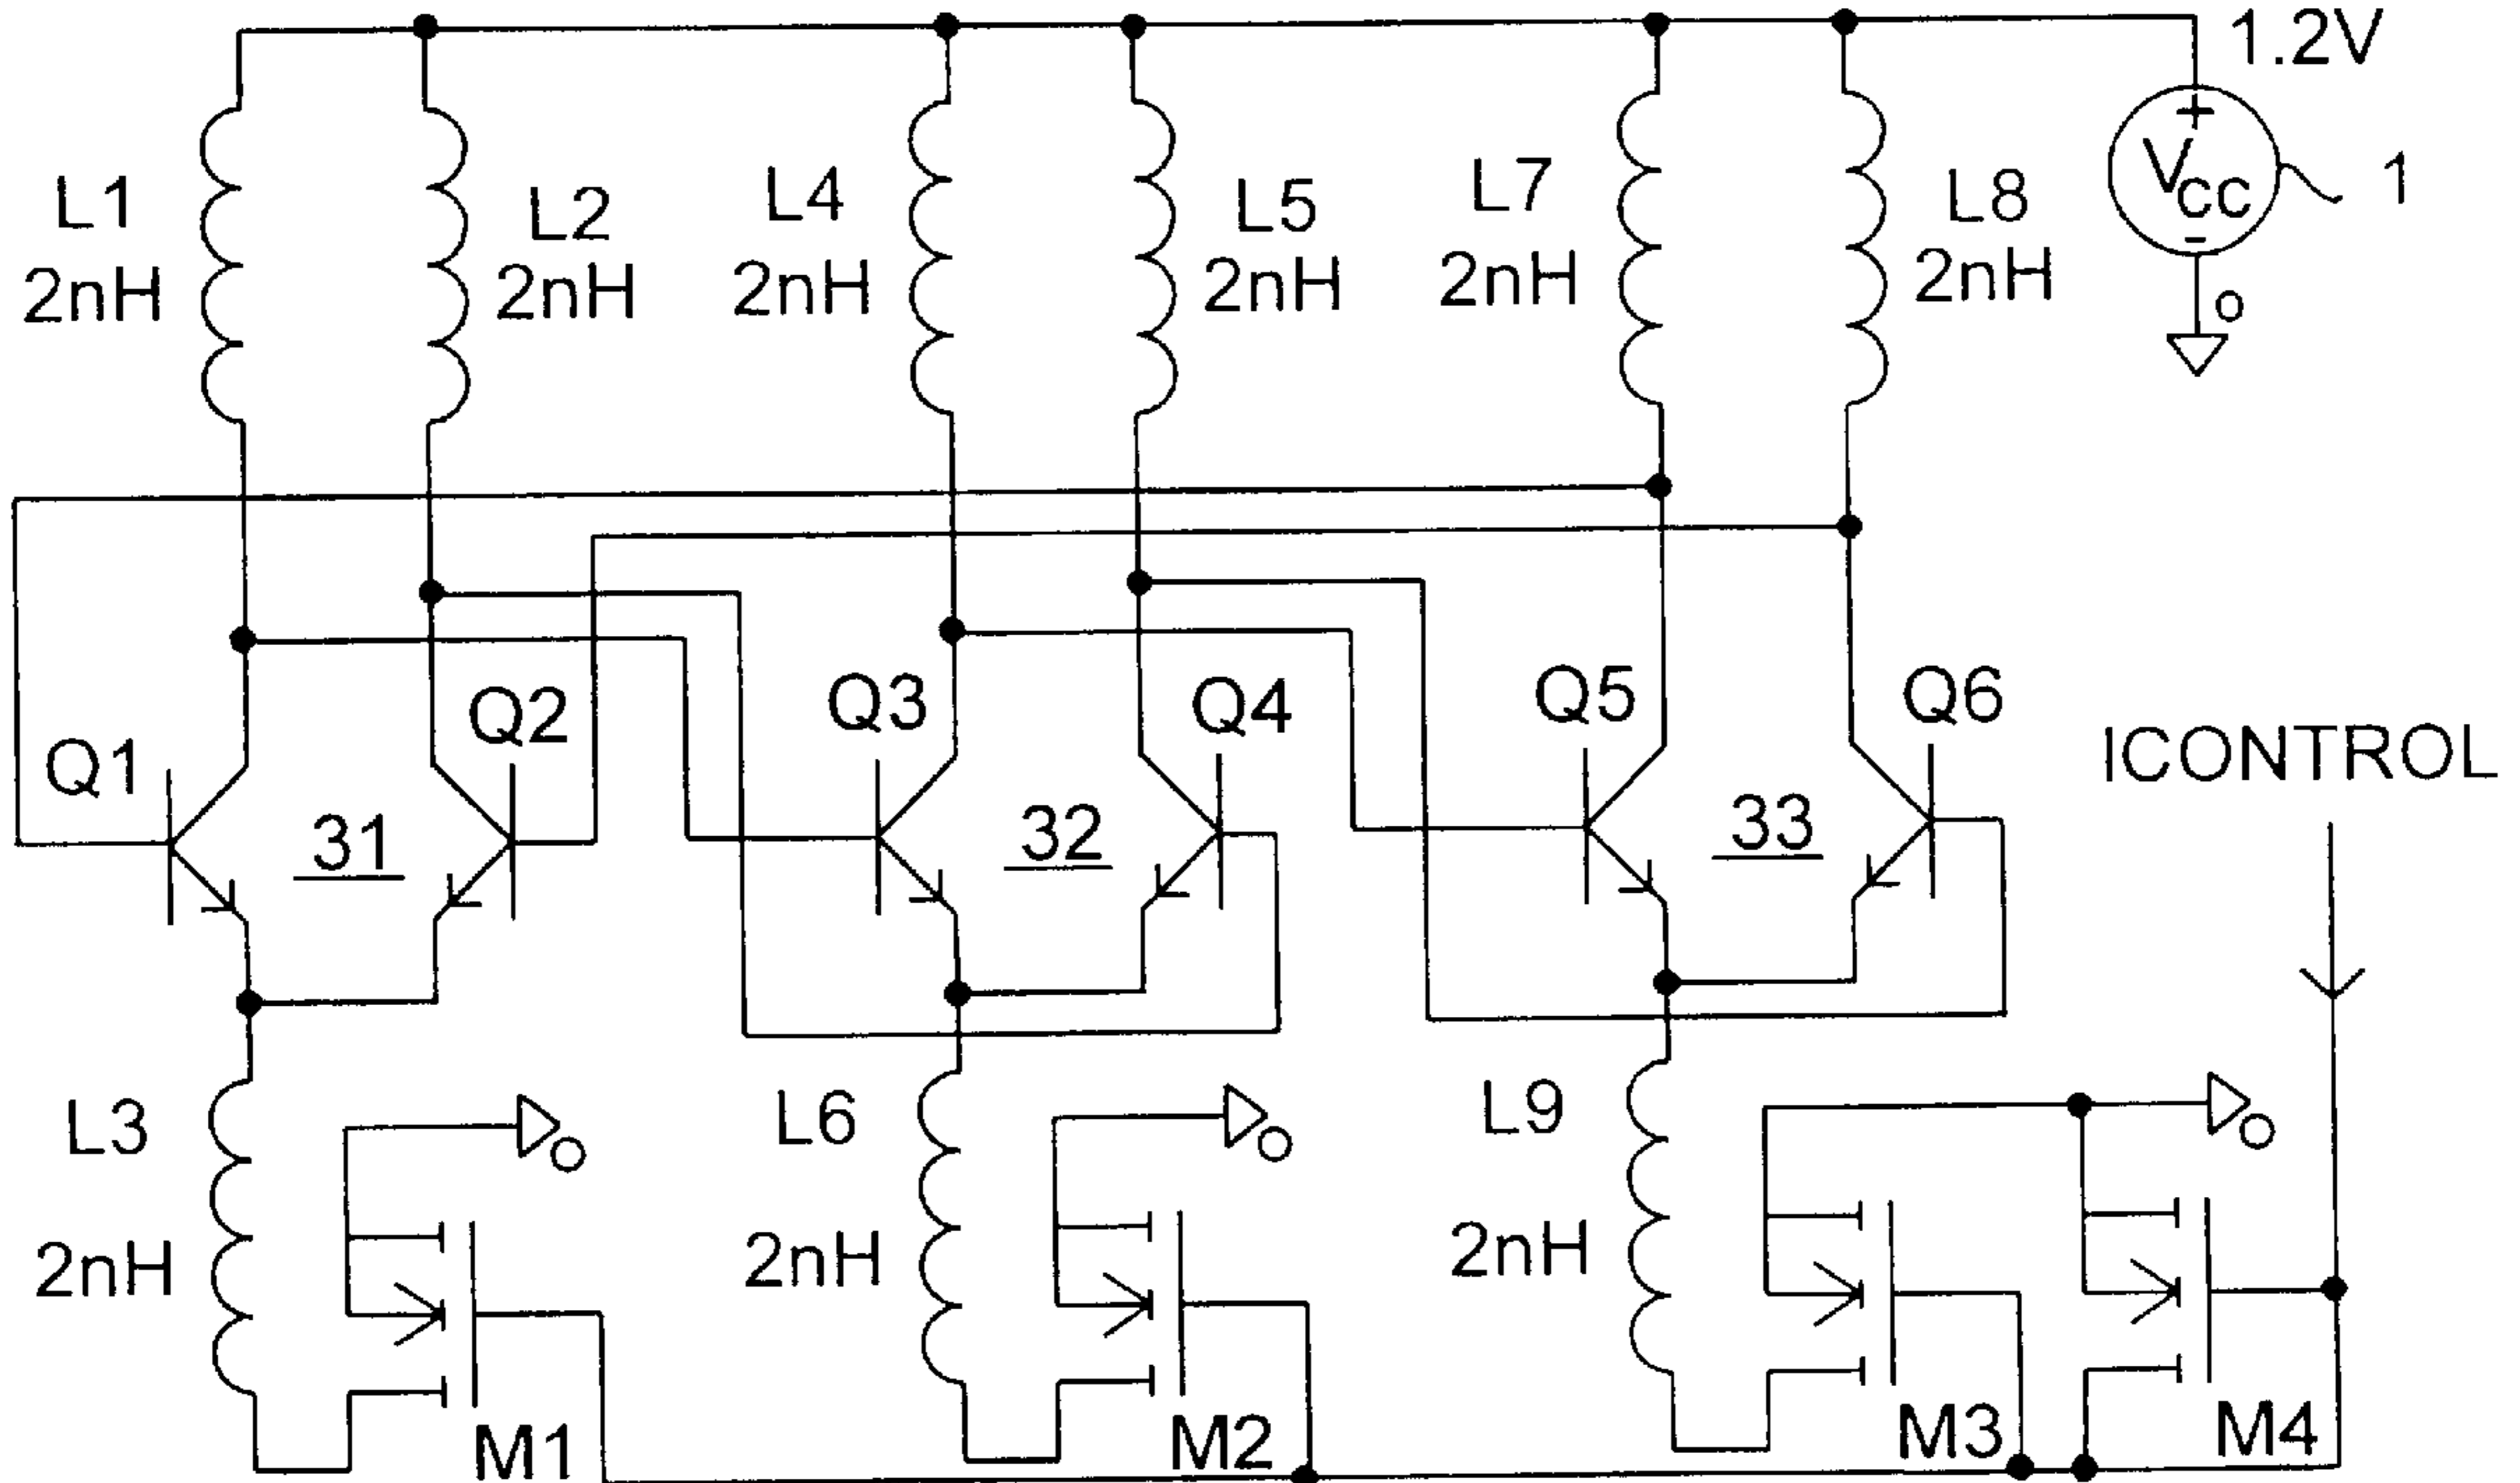 1.2V
+
VCC
-
1
o
L1
2nH
L2
2nH
L4
2nH
L5
2nH
L7
2nH
L8
2nH
Q1
31
Q2
Q3
32
Q4
Q5
33
Q6
ICONTROL
L3
2nH
o
M1
L6
2nH
o
M2
L9
2nH
o
M3
M4